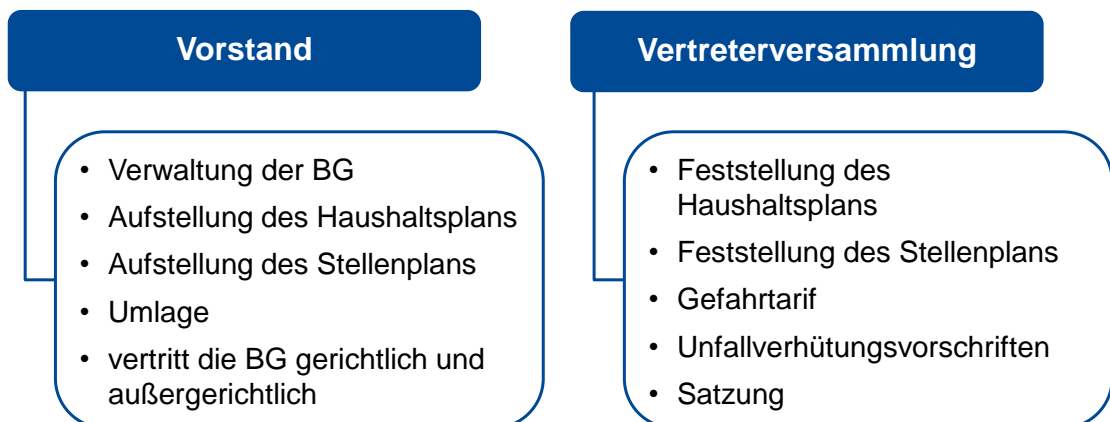 Vorstand
• Verwaltung der BG
• Aufstellung des Haushaltsplans
• Aufstellung des Stellenplans
• Umlage
• vertritt die BG gerichtlich und
außergerichtlich
Vertreterversammlung
• Feststellung des
Haushaltsplans
• Feststellung des Stellenplans
• Gefahrtarif
• Unfallverhütungsvorschriften
• Satzung